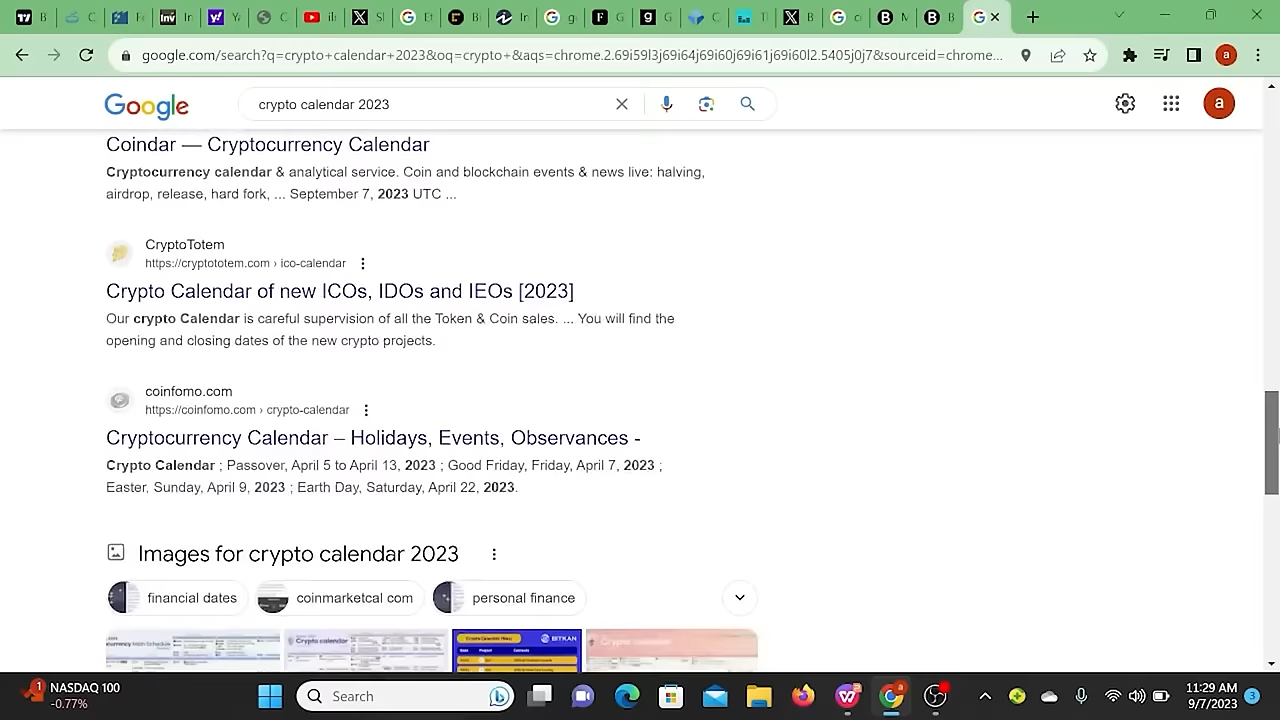 google.com/search?q=crypto+calendar+2023&oq=crypto+&aqs=chrome.2.69i59l3j69i64j69i60j69i61j69i60l2.5405j0j7&sourceid=chrome...
a
Google
crypto calendar 2023
a
Coindar — Cryptocurrency Calendar
Cryptocurrency calendar & analytical service. Coin and blockchain events & news live: halving,
airdrop, release, hard fork, ... September 7, 2023 UTC ...
CryptoTotem
https://cryptototem.com › ico-calendar
Crypto Calendar of new ICOs, IDOs and IEOs [2023]
Our crypto Calendar is careful supervision of all the Token & Coin sales. ... You will find the
opening and closing dates of the new crypto projects.
coinfomo.com
https://coinfomo.com › crypto-calendar
Cryptocurrency Calendar – Holidays, Events, Observances -
Crypto Calendar ; Passover, April 5 to April 13, 2023 ; Good Friday, Friday, April 7, 2023 ;
Easter, Sunday, April 9, 2023 ; Earth Day, Saturday, April 22, 2023.
Images for crypto calendar 2023
financial dates
coinmarketcal com
personal finance
Crypto calendar
BITKAN
1
NASDAQ 100
-0.77%
Search
11:29 AM
9/7/2023
3